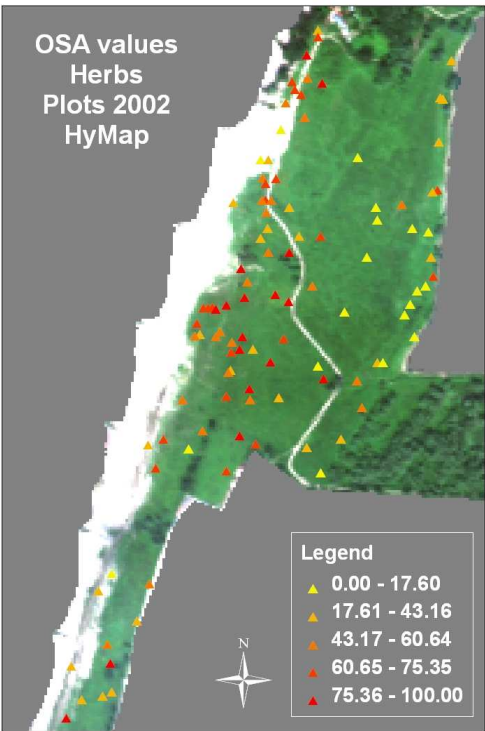 OSA values
Herbs
Plots 2002
HyMap
N
Legend
0.00 - 17.60
17.61 - 43.16
43.17 - 60.64
60.65 - 75.35
75.36 - 100.00